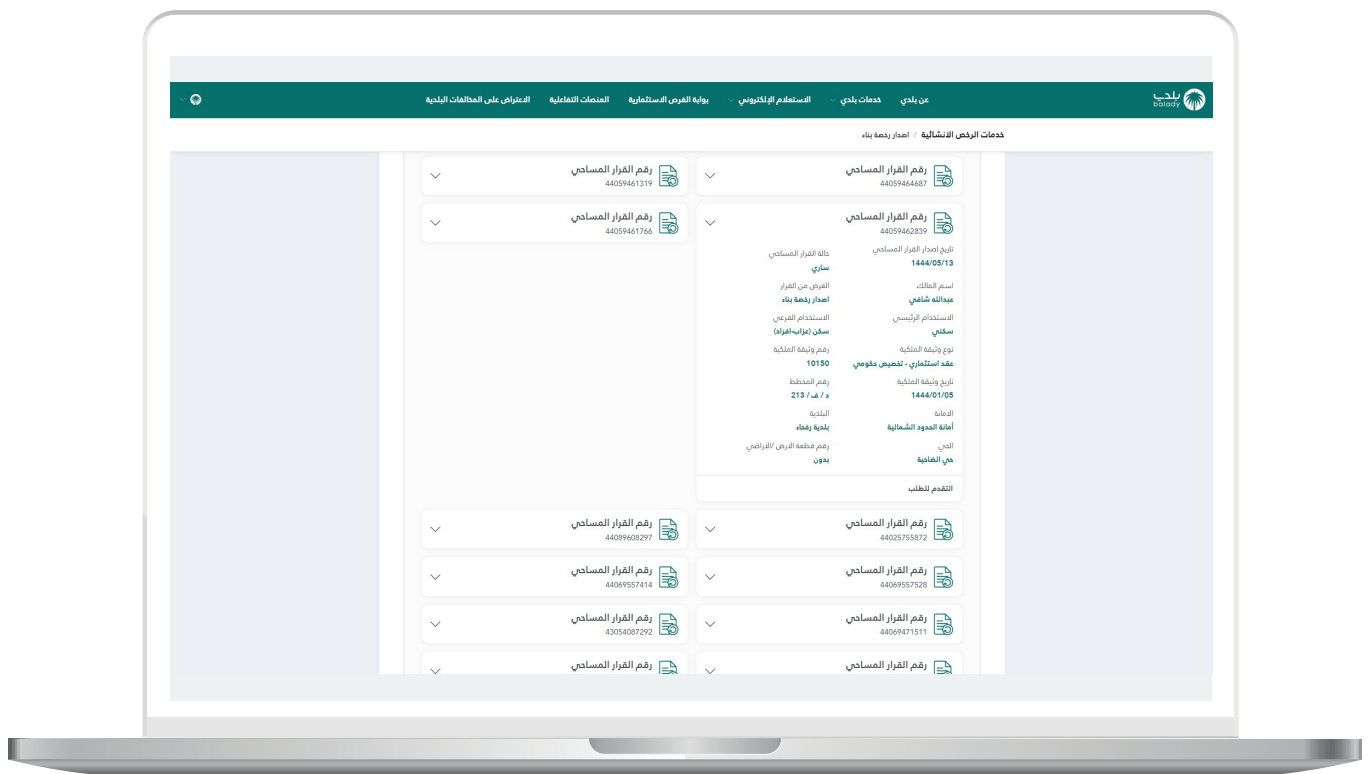 بلدي
balady
عن بلدي
خدمات بلدي
الاستعلام الإلكتروني
بوابة الفرص الاستثمارية
المنصات التفاعلية
الاعتراض على المخالفات البلدية
خدمات الرخص الانشائية / اصدار رخصة بناء
رقم القرار المساحي
44059464687
رقم القرار المساحي
44059461319
رقم القرار المساحي
44059462839
رقم القرار المساحي
44059461766
تاريخ اصدار القرار المساحي
1444/05/13
حالة القرار المساحي
ساري
اسم المالك
عبدالله شافي
الغرض من القرار
اصدار رخصة بناء
الاستخدام الرئيسي
سكني
الاستخدام الفرعي
سكن (عزاب-افراد)
نوع وثيقة الملكية
عقد استثماري - تخصيص حكومي
رقم وثيقة الملكية
10150
تاريخ وثيقة الملكية
1444/01/05
رقم المخطط
د / ف / 213
الامانة
أمانة الحدود الشمالية
البلدية
بلدية رفحاء
الحي
حي الضاحية
رقم قطعة الارض /الاراضي
بدون
التقدم للطلب
رقم القرار المساحي
44025755872
رقم القرار المساحي
44089608297
رقم القرار المساحي
44069557528
رقم القرار المساحي
44069557414
رقم القرار المساحي
44069471511
رقم القرار المساحي
43054087292
رقم القرار المساحي
رقم القرار المساحي